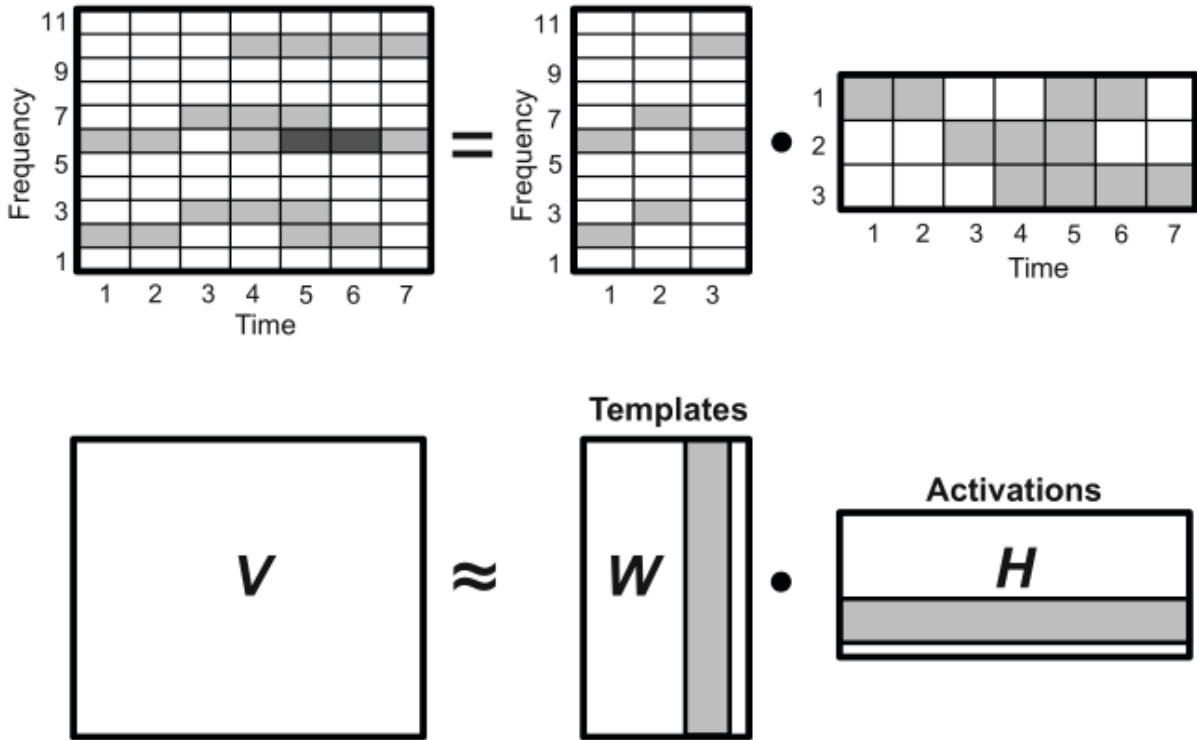 Frequency
11
9
7
5
3
1
1 2 3 4 5 6 7
Time
=
Frequency
11
9
7
5
3
1
1 2 3
•
1
2
3
1 2 3 4 5 6 7
Time
Templates
Activations
V ≈ W • H